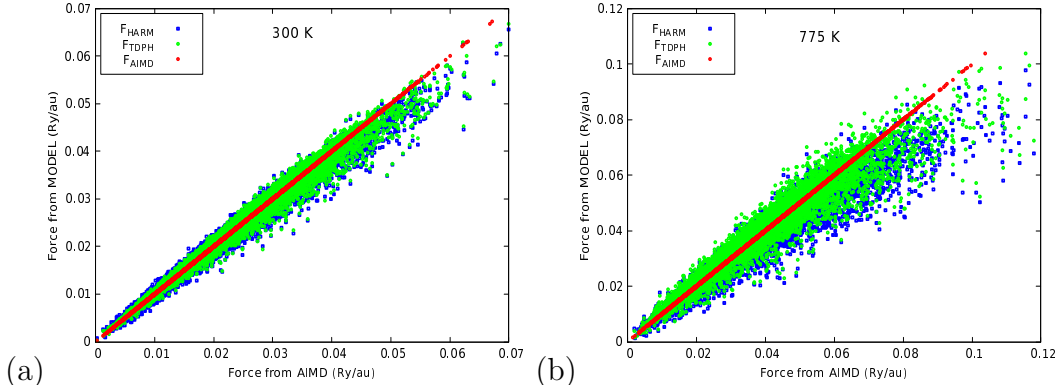 0.07
0.06
0.05
0.04
0.03
0.02
0.01
0
0 0.01 0.02 0.03 0.04 0.05 0.06 0.07
Force from MODEL (Ry/au)
Force from AIMD (Ry/au)
F_HARM
F_TDPH
F_AIMD
300 K
(a)
0.12
0.1
0.08
0.06
0.04
0.02
0
0 0.02 0.04 0.06 0.08 0.1 0.12
Force from MODEL (Ry/au)
Force from AIMD (Ry/au)
F_HARM
F_TDPH
F_AIMD
775 K
(b)